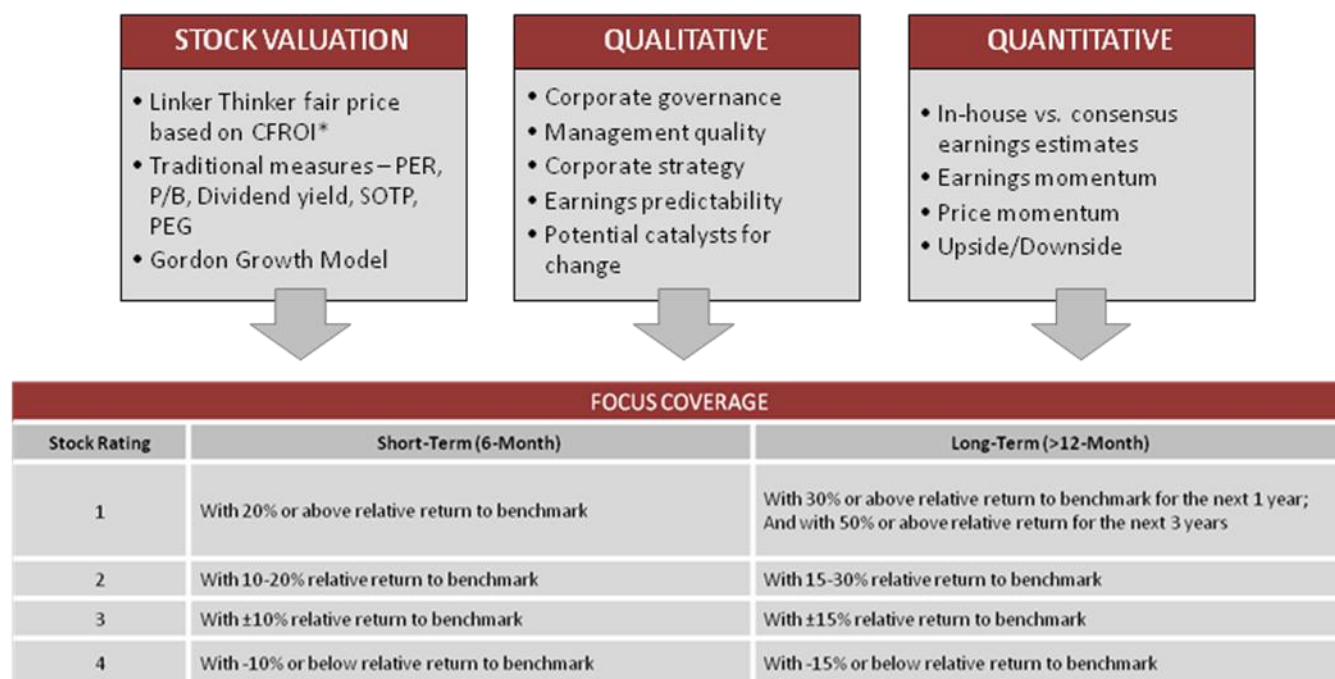 STOCK VALUATION
• Linker Thinker fair price
based on CFROI*
• Traditional measures – PER,
P/B, Dividend yield, SOTP,
PEG
• Gordon Growth Model
QUALITATIVE
• Corporate governance
• Management quality
• Corporate strategy
• Earnings predictability
• Potential catalysts for
change
QUANTITATIVE
• In-house vs. consensus
earnings estimates
• Earnings momentum
• Price momentum
• Upside/Downside
FOCUS COVERAGE
Stock Rating Short-Term (6-Month) Long-Term (>12-Month)
1 With 20% or above relative return to benchmark With 30% or above relative return to benchmark for the next 1 year;
And with 50% or above relative return for the next 3 years
2 With 10-20% relative return to benchmark With 15-30% relative return to benchmark
3 With ±10% relative return to benchmark With ±15% relative return to benchmark
4 With -10% or below relative return to benchmark With -15% or below relative return to benchmark